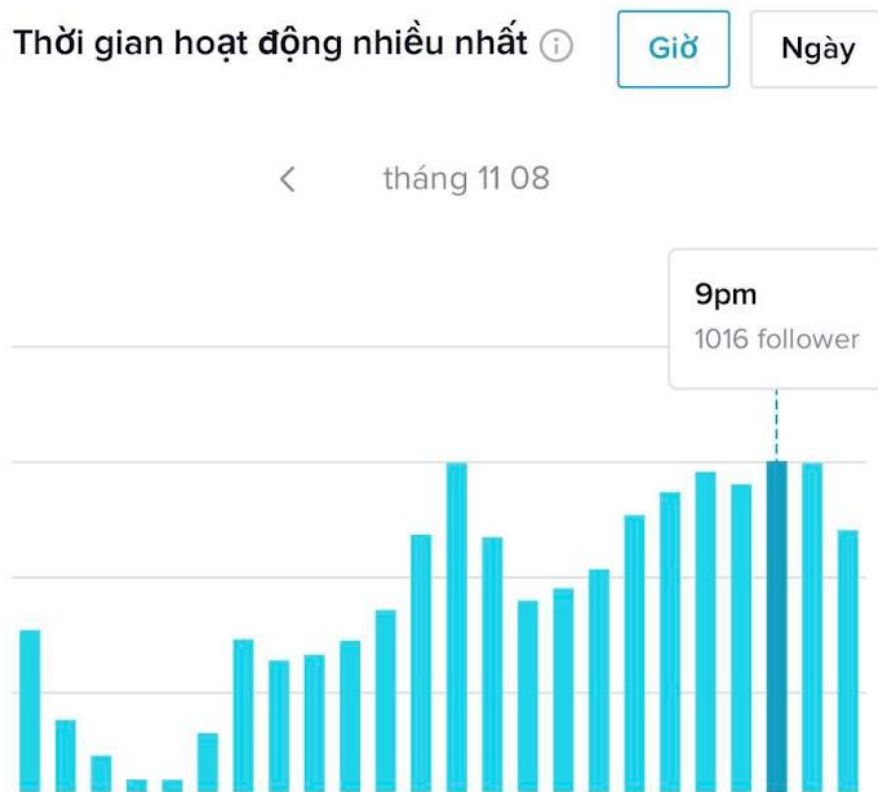 Thời gian hoạt động nhiều nhất
Giờ
Ngày
tháng 11 08
9pm
1016 follower